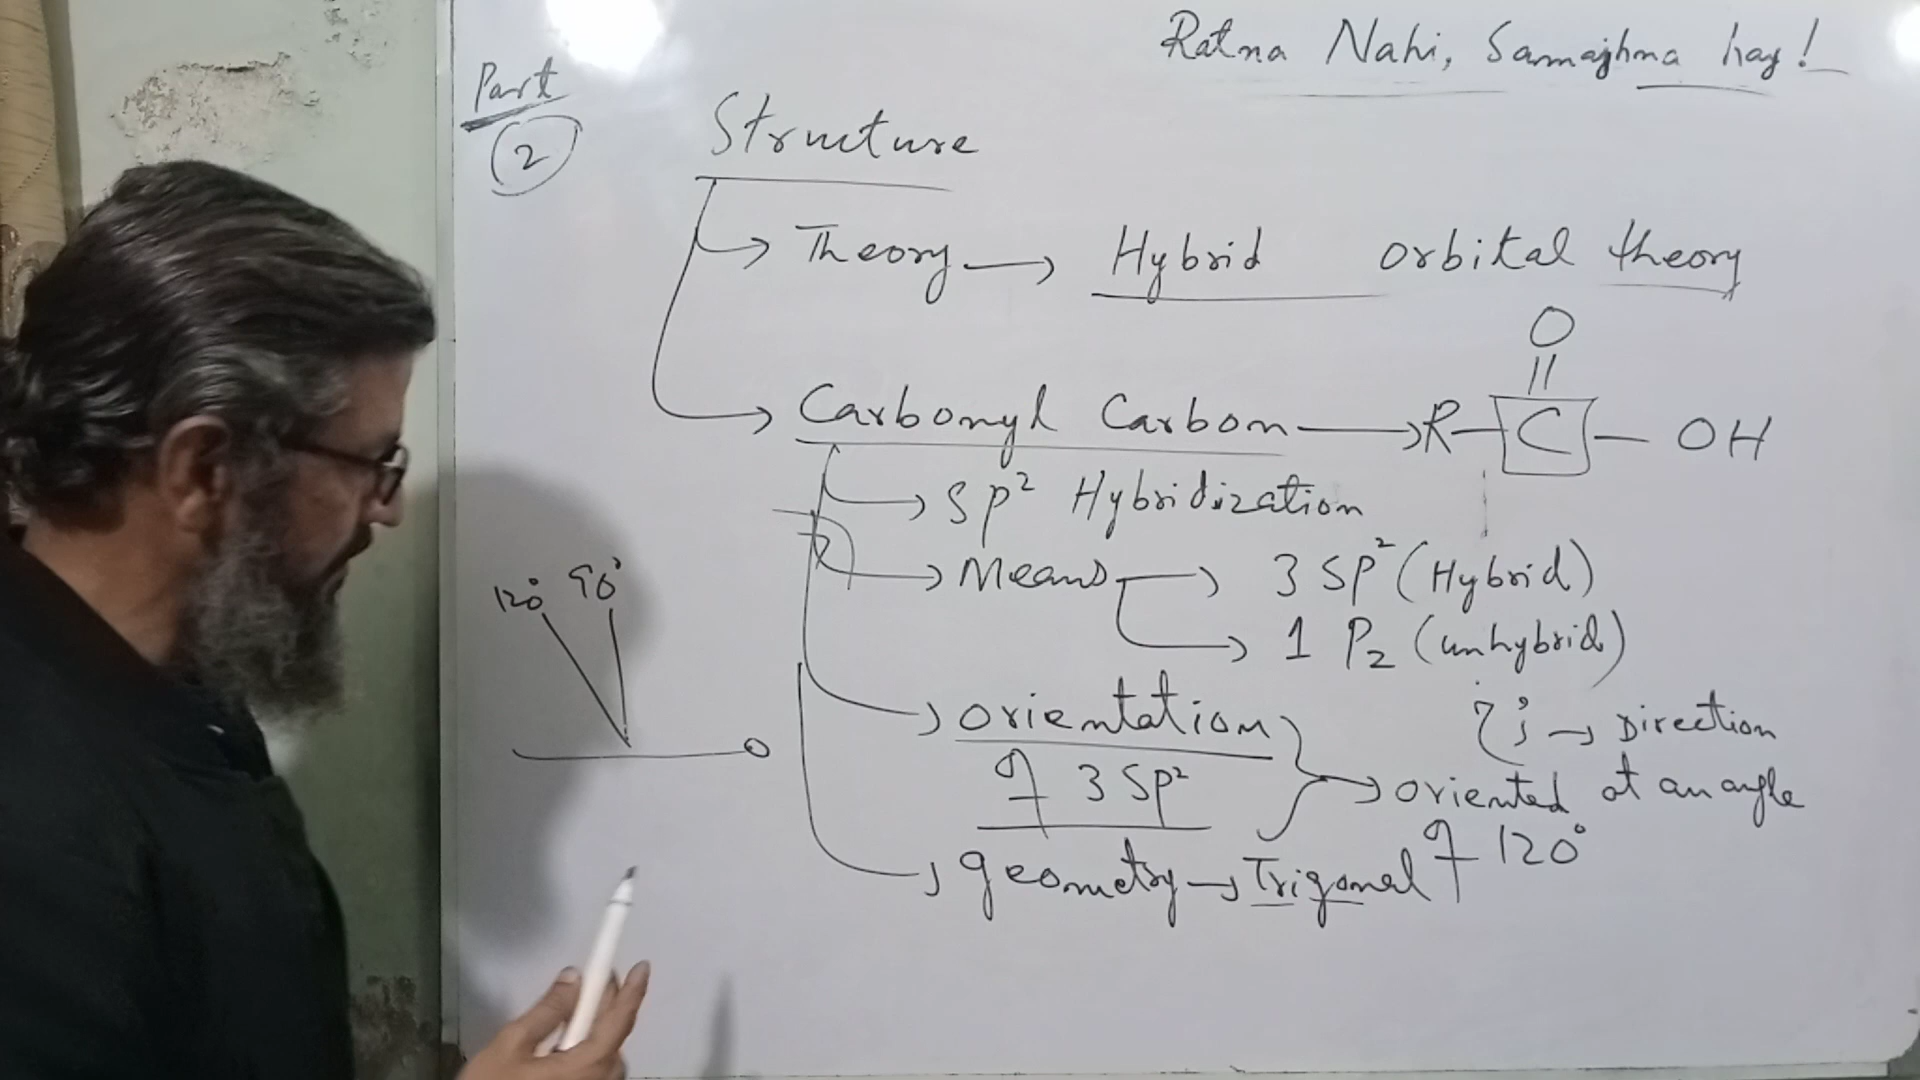 Ratna Nahi, Samajhna hay!
Part
2
Structure
Theory → Hybrid orbital theory
O
Carbonyl Carbon → R-C-OH
SP² Hybridization
Means → 3 SP² (Hybrid)
→ 1 Pz (unhybrid)
120° 90°
0
orientation
→ Direction
of 3 SP²
→ oriented at an angle
of 120°
geometry → Trigonal